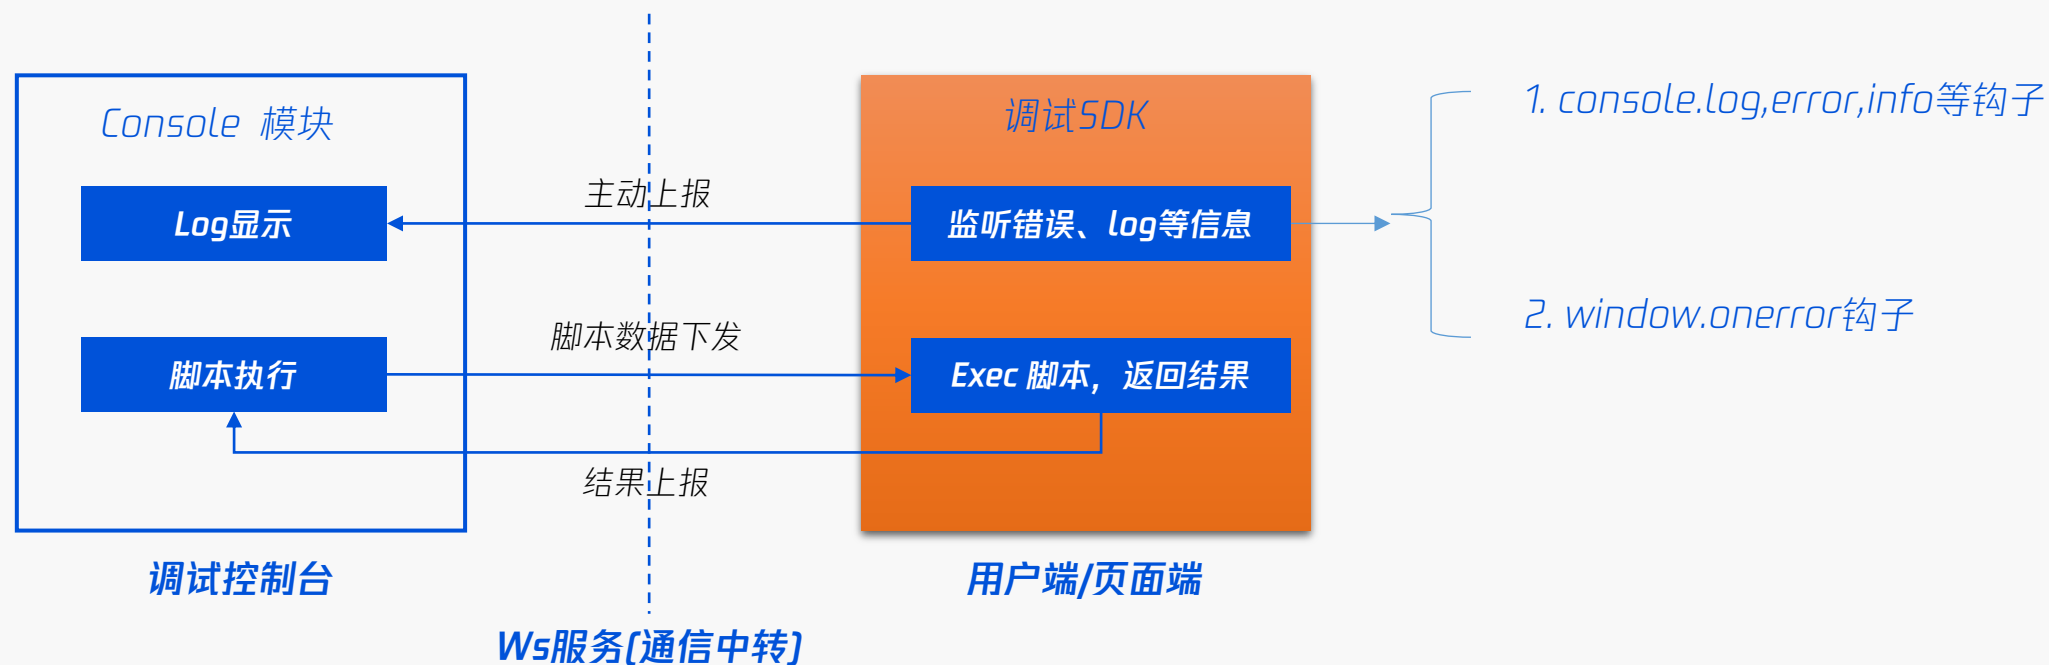 Console 模块
Log显示
脚本执行
调试控制台
主动上报
脚本数据下发
结果上报
Ws服务(通信中转)
调试SDK
监听错误、log等信息
Exec 脚本，返回结果
用户端/页面端
1. console.log,error,info等钩子
2. window.onerror钩子